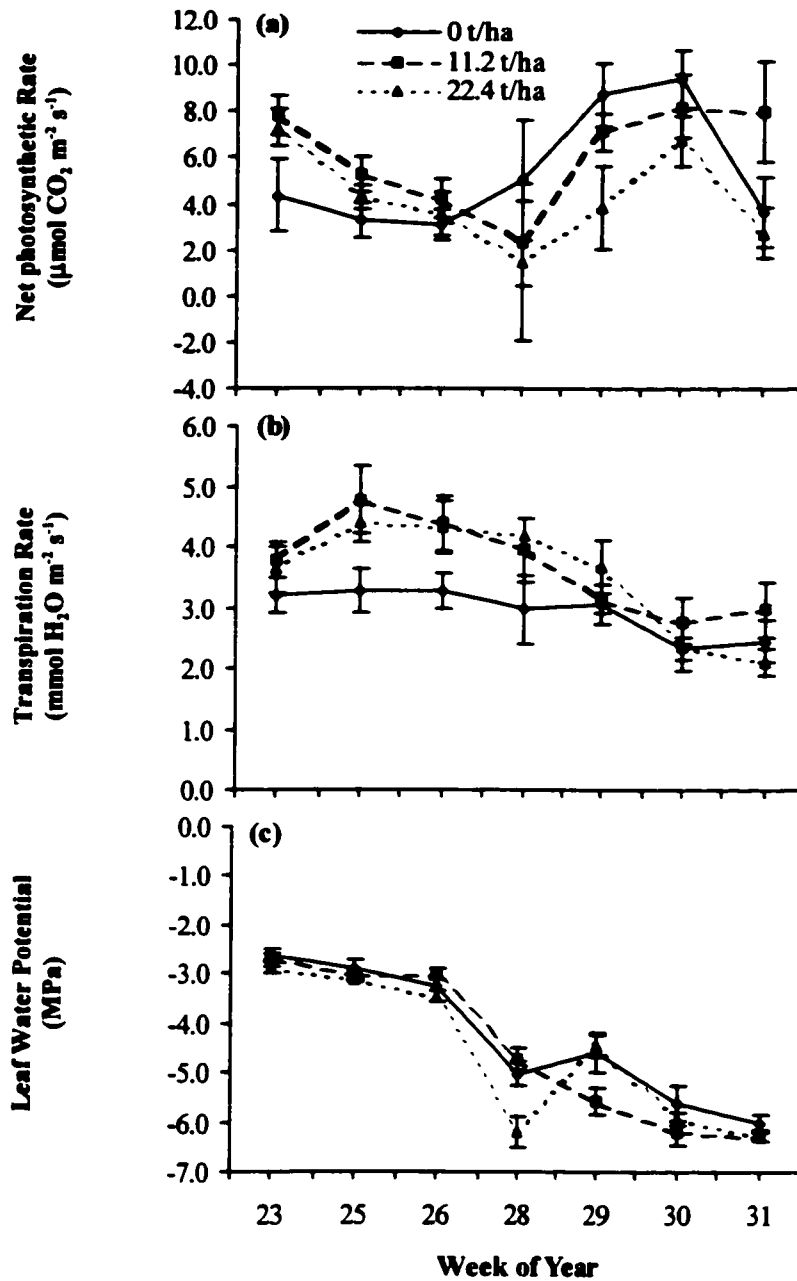 (a)
0 t/ha
11.2 t/ha
22.4 t/ha
Net photosynthetic Rate
(μmol CO₂ m⁻² s⁻¹)
12.0
10.0
8.0
6.0
4.0
2.0
0.0
-2.0
-4.0
(b)
Transpiration Rate
(mmol H₂O m⁻² s⁻¹)
6.0
5.0
4.0
3.0
2.0
1.0
0.0
(c)
Leaf Water Potential
(MPa)
0.0
-1.0
-2.0
-3.0
-4.0
-5.0
-6.0
-7.0
23 25 26 28 29 30 31
Week of Year